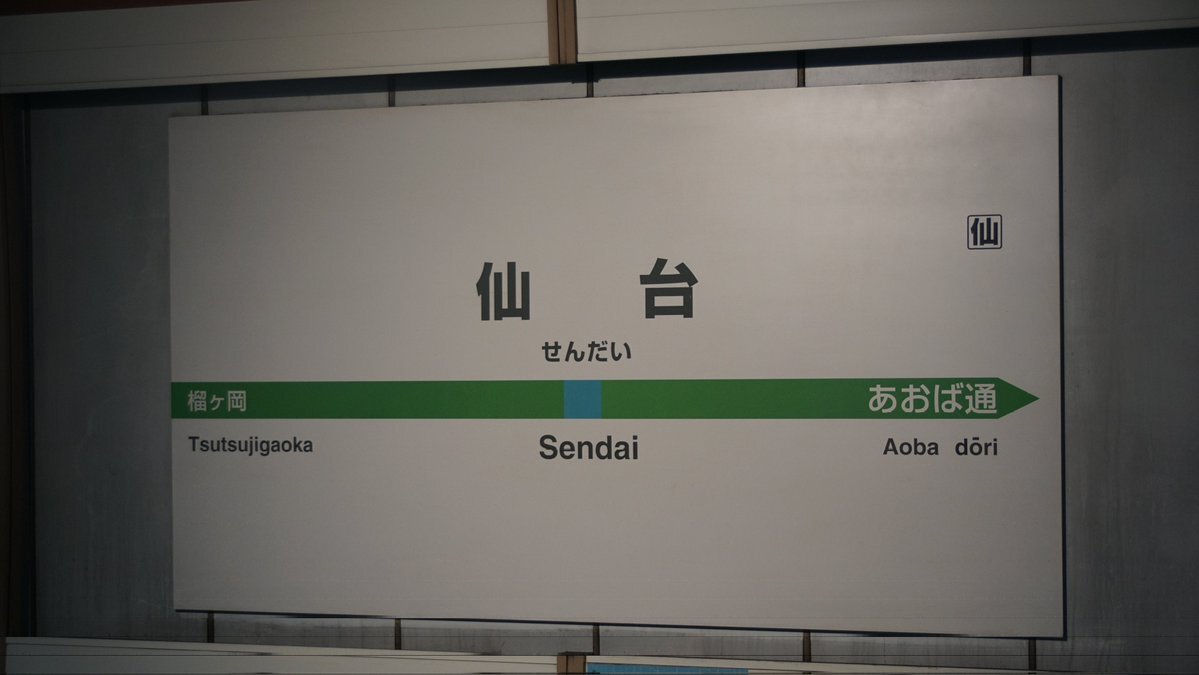 仙
仙台
せんだい
榴ヶ岡
あおば通
Tsutsujigaoka
Sendai
Aoba dōri